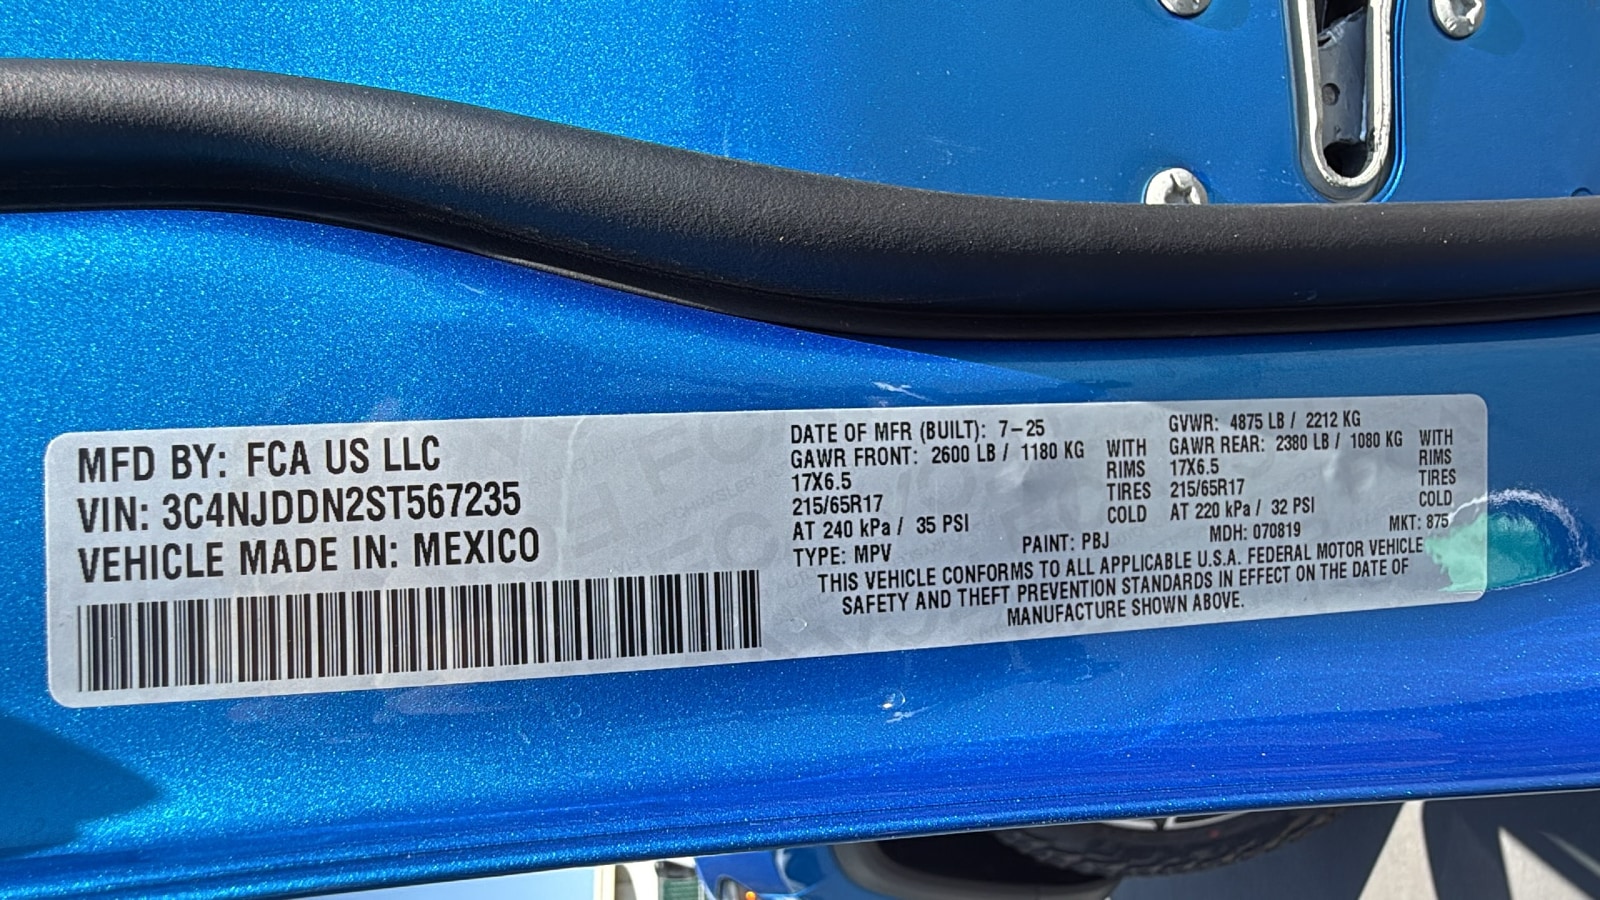 MFD BY: FCA US LLC
VIN: 3C4NJDDN2ST567235
VEHICLE MADE IN: MEXICO
DATE OF MFR (BUILT): 7-25
GAWR FRONT: 2600 LB / 1180 KG WITH
17X6.5 RIMS
215/65R17 TIRES
AT 240 kPa / 35 PSI COLD
GVWR: 4875 LB / 2212 KG
GAWR REAR: 2380 LB / 1080 KG WITH
17X6.5 RIMS
215/65R17 TIRES
AT 220 kPa / 32 PSI COLD
TYPE: MPV PAINT: PBJ MDH: 070819 MKT: 875
THIS VEHICLE CONFORMS TO ALL APPLICABLE U.S.A. FEDERAL MOTOR VEHICLE
SAFETY AND THEFT PREVENTION STANDARDS IN EFFECT ON THE DATE OF
MANUFACTURE SHOWN ABOVE.